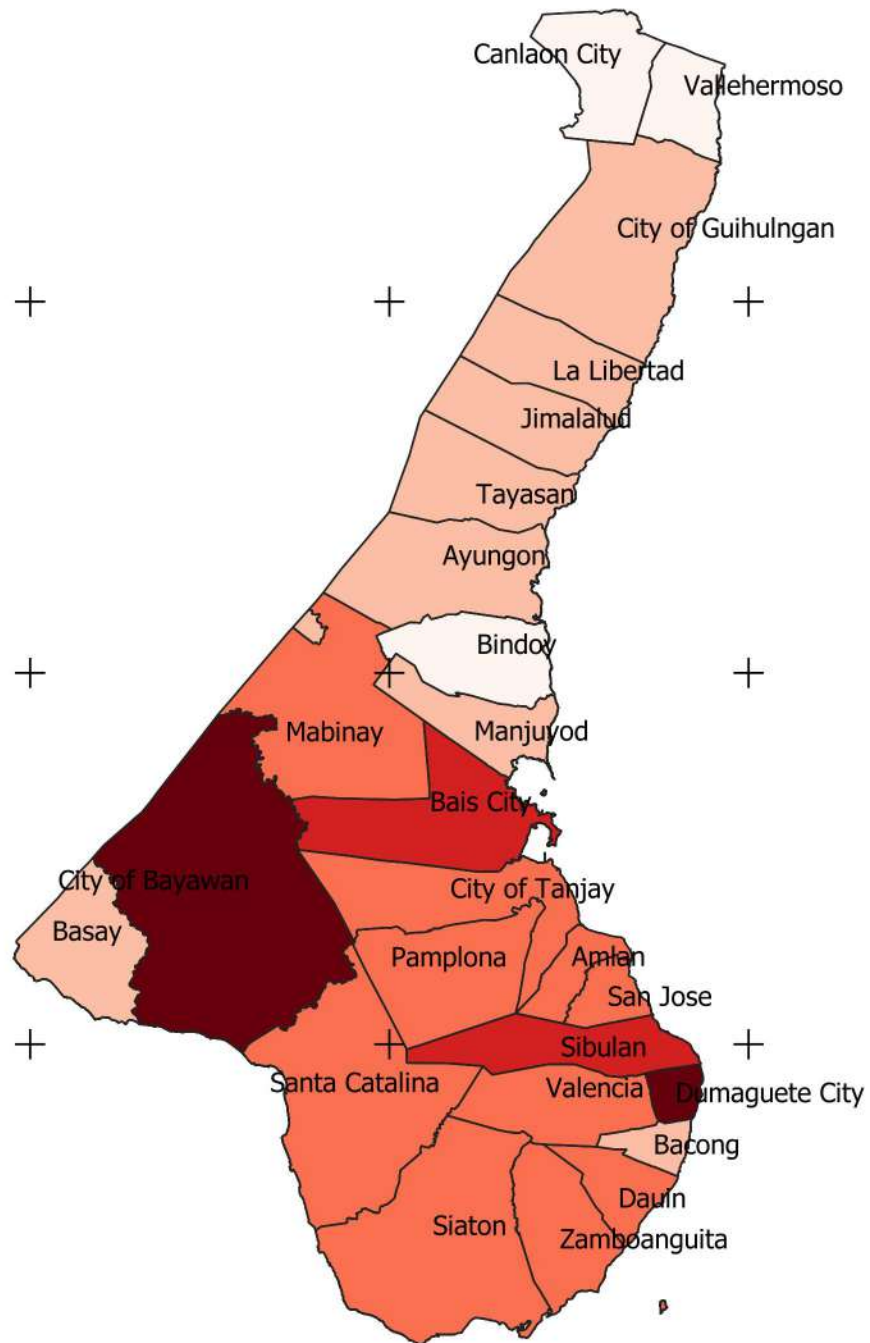 Canlaon City
Vallehermoso
City of Guihulngan
La Libertad
Jimalalud
Tayasan
Ayungon
Bindoy
Manjuyod
Mabinay
Bais City
City of Bayawan
City of Tanjay
Basay
Pamplona
Amlan
San Jose
Sibulan
Santa Catalina
Valencia
Dumaguete City
Bacong
Dauin
Siaton
Zamboanguita